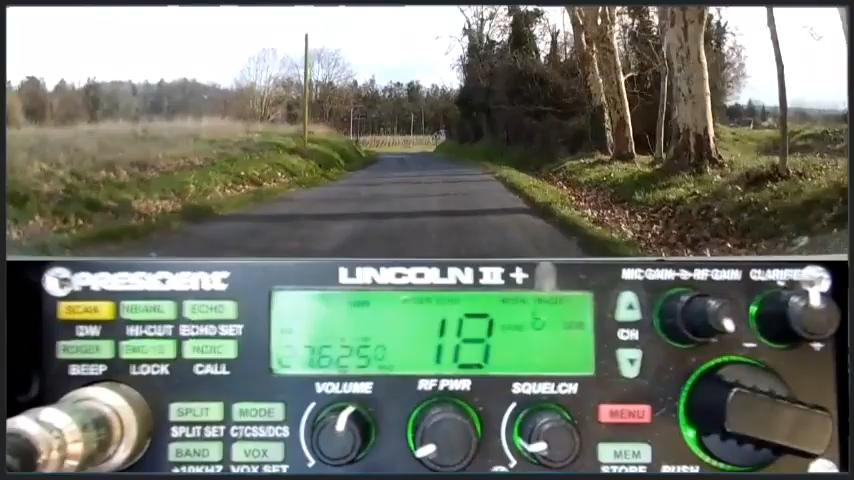 PRESIDENT
LINCOLN II +
MIC GAIN RF GAIN CLARIFIER
SCAN NB/ANL ECHO
DW HI-CUT ECHO SET
ROGER
BEEP LOCK CALL
CH
27.6250
18
VOLUME RF PWR SQUELCH
SPLIT MODE
SPLIT SET CTCSS/DCS
BAND VOX
+10KHZ VOX SET
MENU
MEM
STORE PUSH